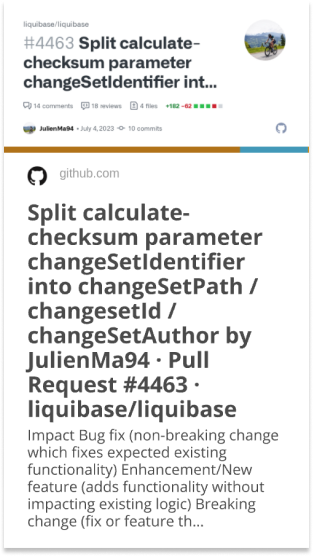 liquibase/liquibase
#4463 Split calculate-
checksum parameter
changeSetIdentifier int...
14 comments 18 reviews 4 files +182 -62
JulienMa94 • July 4, 2023 10 commits
github.com
Split calculate-
checksum parameter
changeSetIdentifier
into changeSetPath /
changesetId /
changeSetAuthor by
JulienMa94 · Pull
Request #4463 ·
liquibase/liquibase
Impact Bug fix (non-breaking change
which fixes expected existing
functionality) Enhancement/New
feature (adds functionality without
impacting existing logic) Breaking
change (fix or feature th...